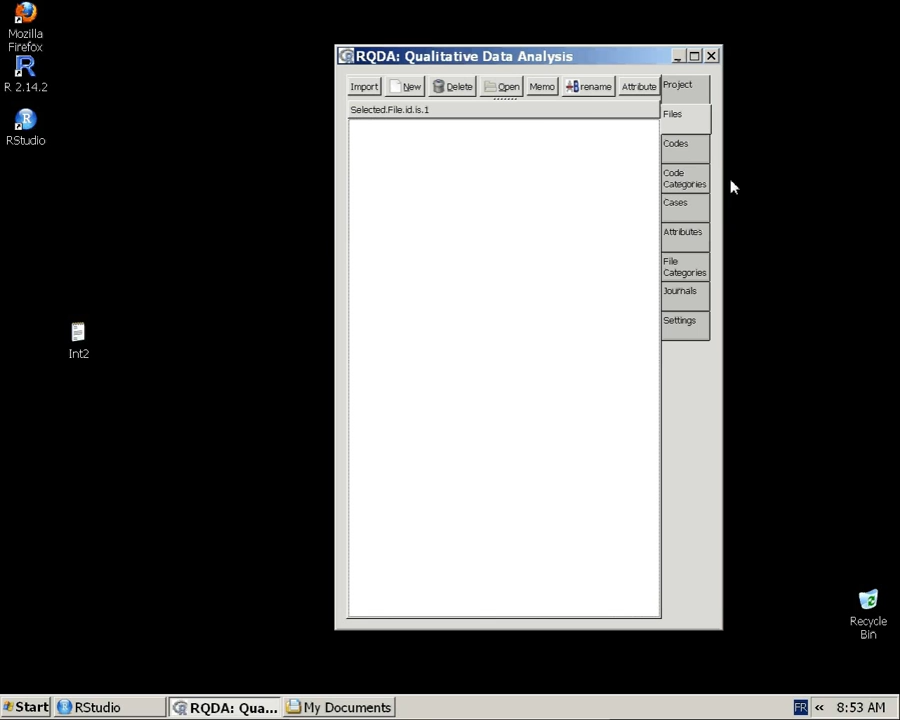 Mozilla
Firefox
R 2.14.2
RStudio
Int2
RQDA: Qualitative Data Analysis
Import
New
Delete
Open
Memo
rename
Attribute
Selected.File.id.is.1
Project
Files
Codes
Code
Categories
Cases
Attributes
File
Categories
Journals
Settings
Recycle
Bin
Start
RStudio
RQDA: Qua...
My Documents
FR
«
8:53 AM